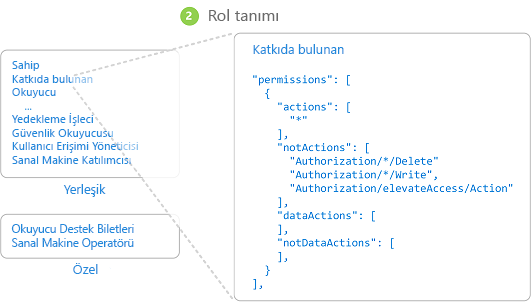 2 Rol tanımı
Sahip
Katkıda bulunan
Okuyucu
...
Yedekleme İşleci
Güvenlik Okuyucusu
Kullanıcı Erişimi Yöneticisi
Sanal Makine Katılımcısı
Yerleşik
Okuyucu Destek Biletleri
Sanal Makine Operatörü
Özel
Katkıda bulunan
"permissions": [
{
"actions": [
"*"
],
"notActions": [
"Authorization/*/Delete"
"Authorization/*/Write",
"Authorization/elevateAccess/Action"
],
"dataActions": [
],
"notDataActions": [
],
}
],